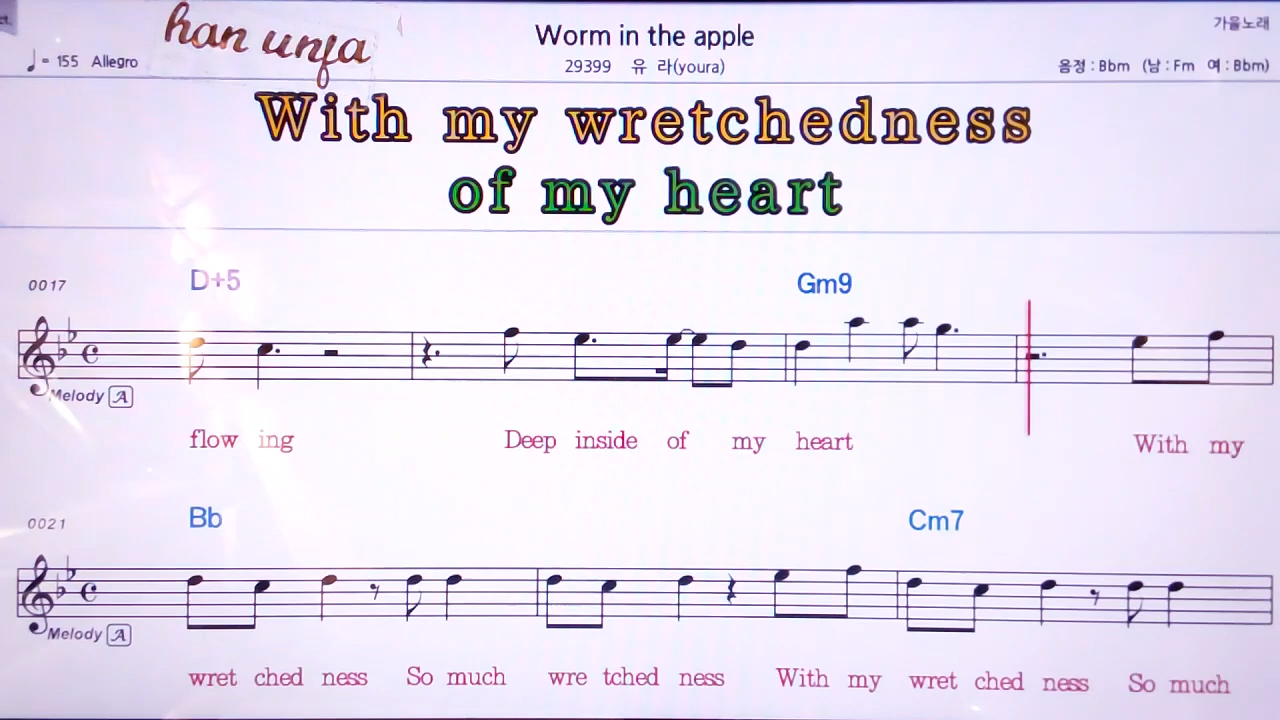 han unja
Worm in the apple
가을노래
♩= 155 Allegro
29399 유 라(youra)
음정 : Bbm (남 : Fm 여 : Bbm)
With my wretchedness
of my heart
0017
D+5 Gm9
Melody A
flow ing Deep inside of my heart With my
0021
Bb Cm7
Melody A
wret ched ness So much wre tched ness With my wret ched ness So much